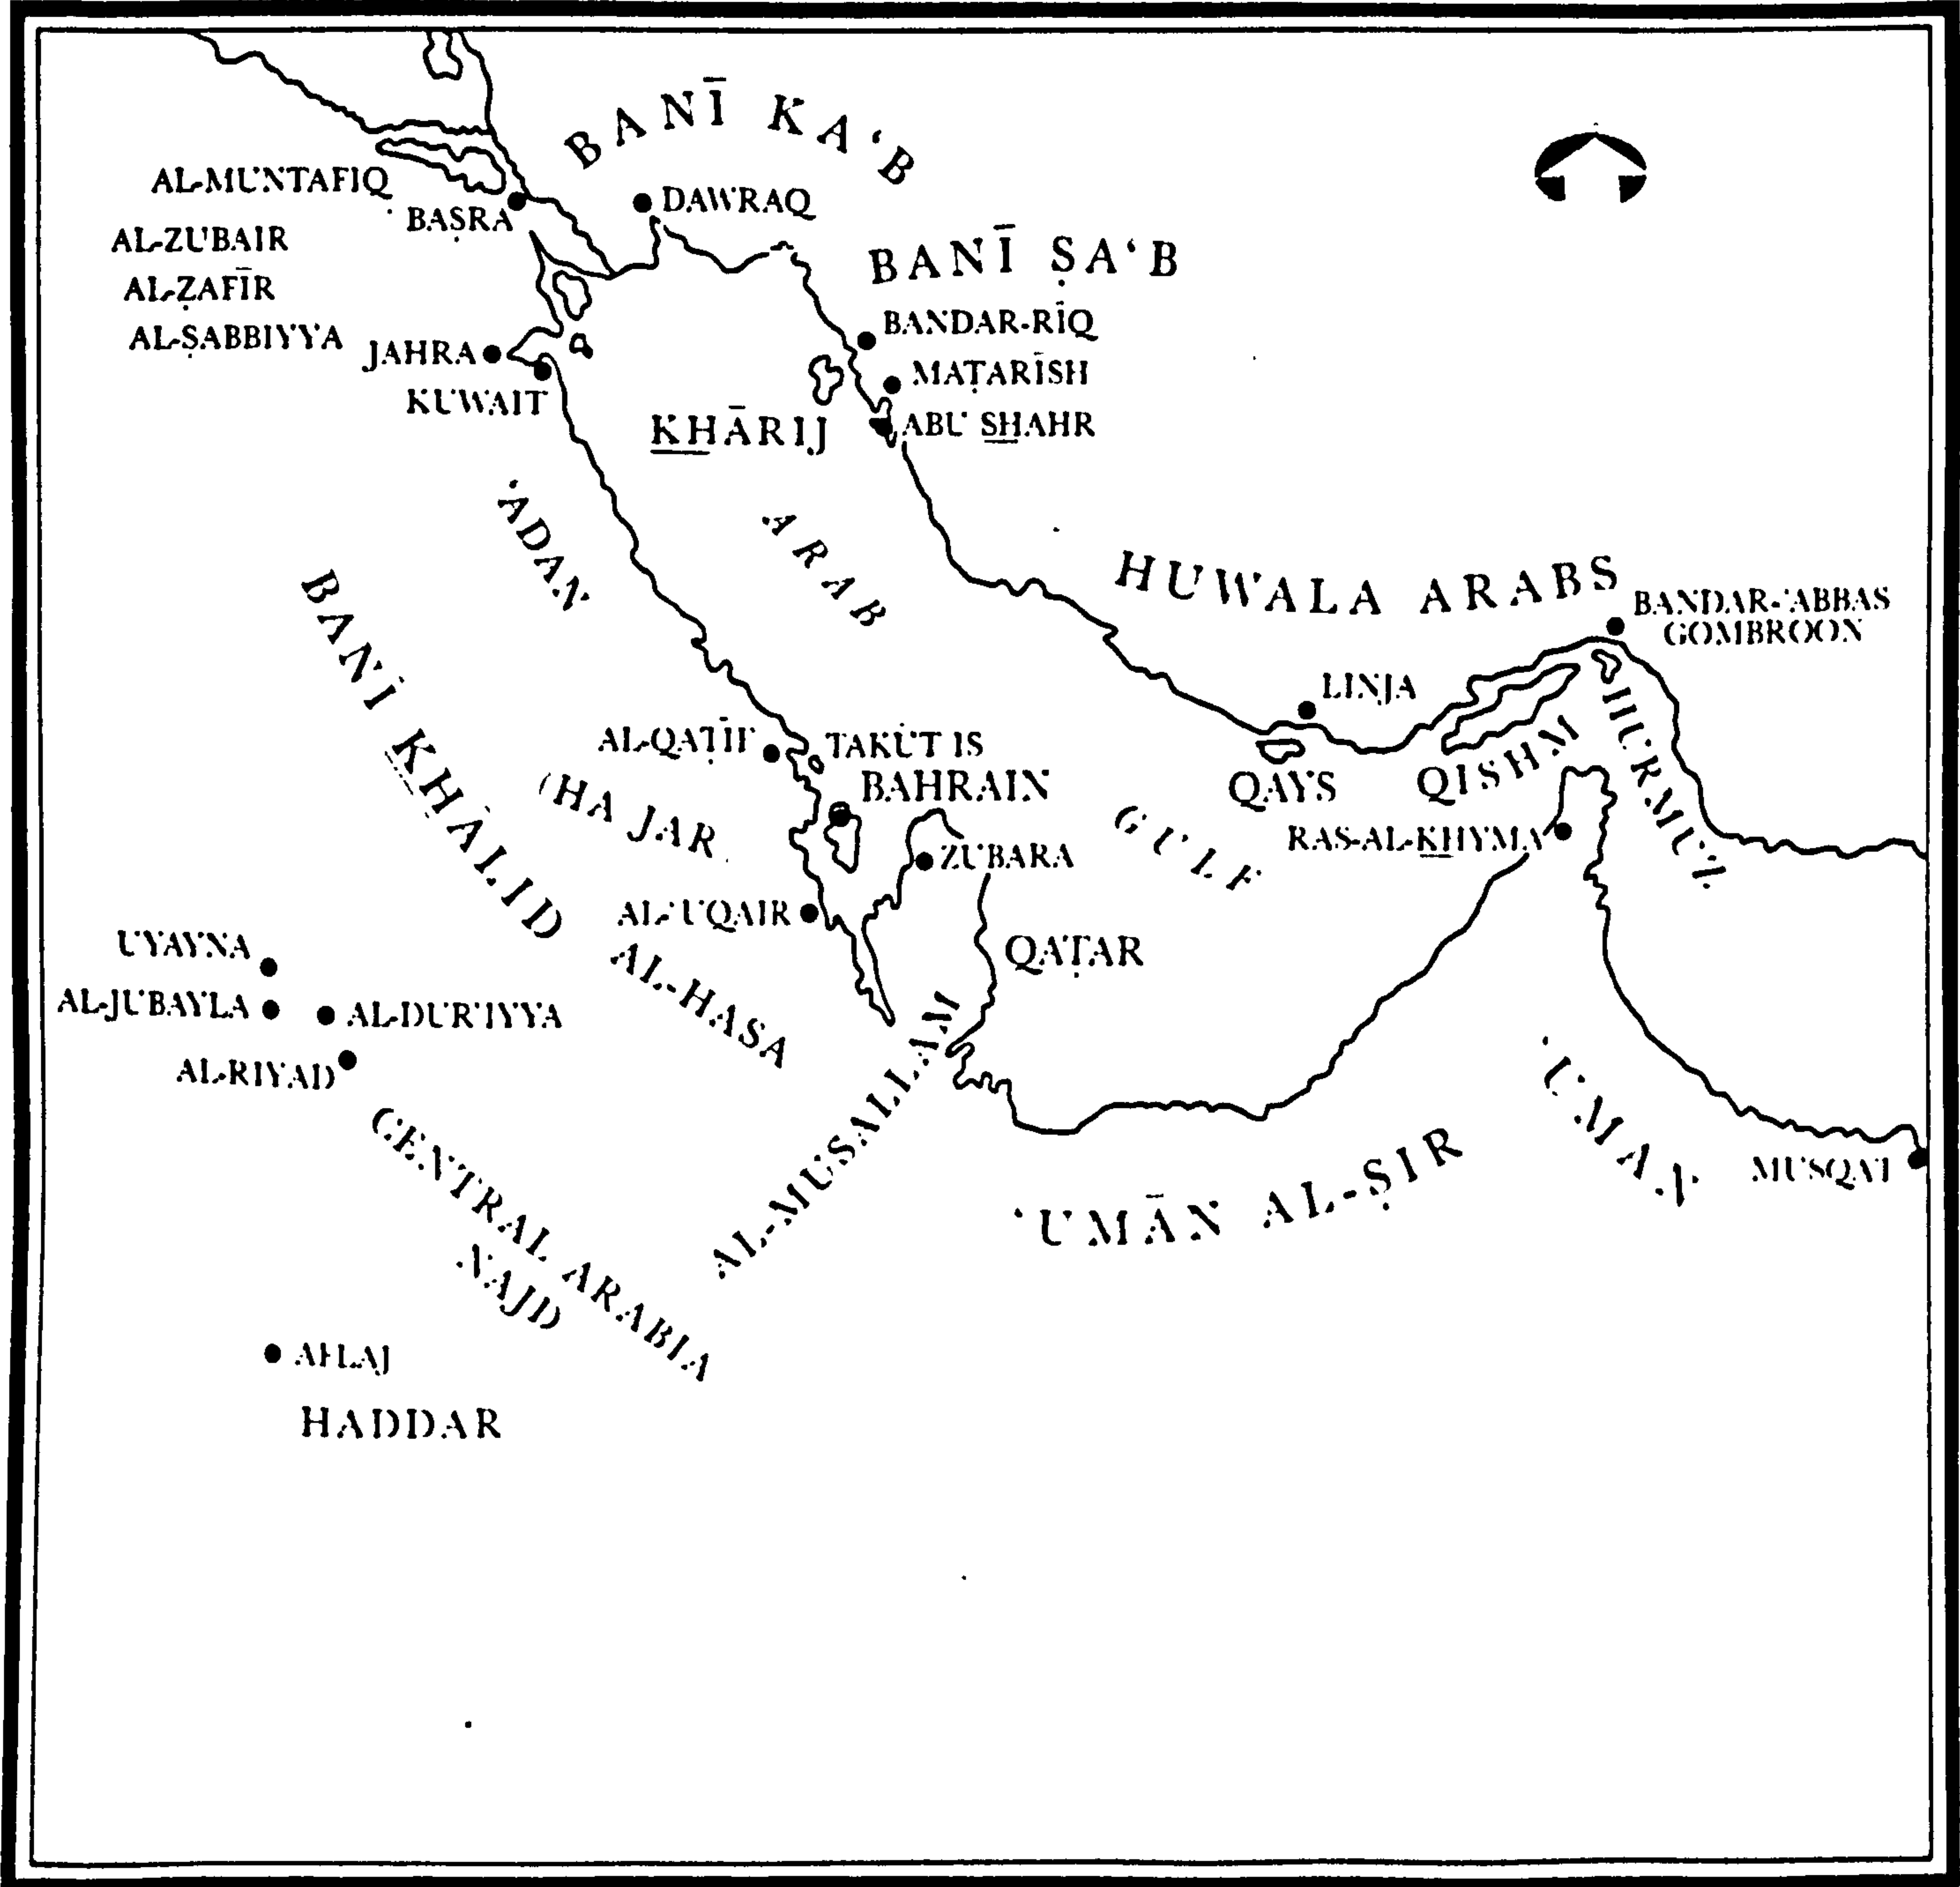 BANĪ KA‘B
AL-MUNTAFIQ
BAṢRA
DAWRAQ
AL-ZUBAIR
BANĪ ṢA‘B
AL-ẒAFĪR
AL-ṢABBIYYA
JAHRA
KUWAIT
BANDAR-RĪQ
MAṬARĪSH
KHĀRIJ
ABU SHAHR
‘ADAN
ARAB
HUWALA ARABS
BANDAR-‘ABBAS
GOMBROON
BANĪ KHĀLID
LINJA
HURMUZ
AL-QAṬĪF
TAKUT IS
BAHRAIN
QAYS
QISHM
(HAJAR
GULF
RAS-AL-KHYMA
ZUBARA
AL-‘UQAIR
QAṬAR
UYAYNA
AL-HASA
AL-JUBAYLA
AL-DUR‘IYYA
AL-RIYAD
AL-MUSALLAM
‘UMAN
CENTRAL ARABIA
NAJD
‘UMĀN AL-ṢIR
MUSQAT
AFLAJ
HADDAR